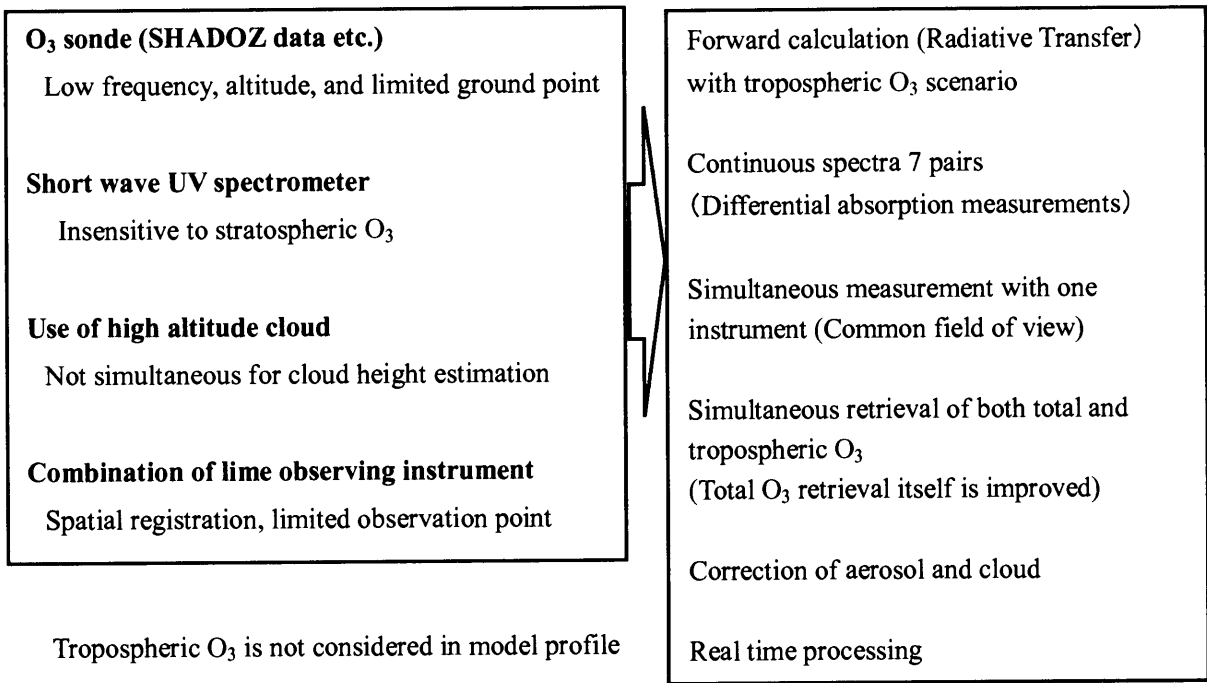 O₃ sonde (SHADOZ data etc.)
Low frequency, altitude, and limited ground point
Short wave UV spectrometer
Insensitive to stratospheric O₃
Use of high altitude cloud
Not simultaneous for cloud height estimation
Combination of lime observing instrument
Spatial registration, limited observation point
Tropospheric O₃ is not considered in model profile
Forward calculation (Radiative Transfer)
with tropospheric O₃ scenario
Continuous spectra 7 pairs
(Differential absorption measurements)
Simultaneous measurement with one
instrument (Common field of view)
Simultaneous retrieval of both total and
tropospheric O₃
(Total O₃ retrieval itself is improved)
Correction of aerosol and cloud
Real time processing